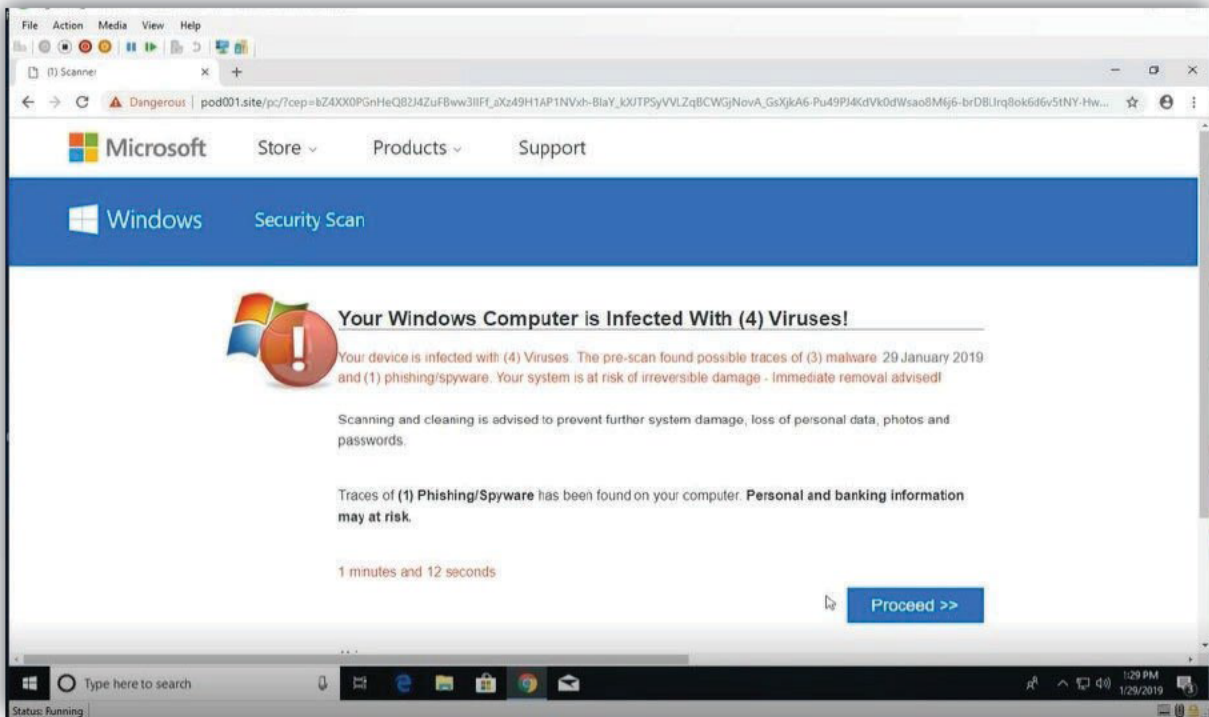 File Action Media View Help
(1) Scanner
Dangerous pod001.site/pc/?cep=
Microsoft Store Products Support
Windows Security Scan
Your Windows Computer is Infected With (4) Viruses!
Your device is infected with (4) Viruses. The pre-scan found possible traces of (3) malware 29 January 2019
and (1) phishing/spyware. Your system is at risk of irreversible damage - Immediate removal advised!
Scanning and cleaning is advised to prevent further system damage, loss of personal data, photos and
passwords.
Traces of (1) Phishing/Spyware has been found on your computer. Personal and banking information
may at risk.
1 minutes and 12 seconds
Proceed >>
Type here to search
1:29 PM
1/29/2019
Status: Running